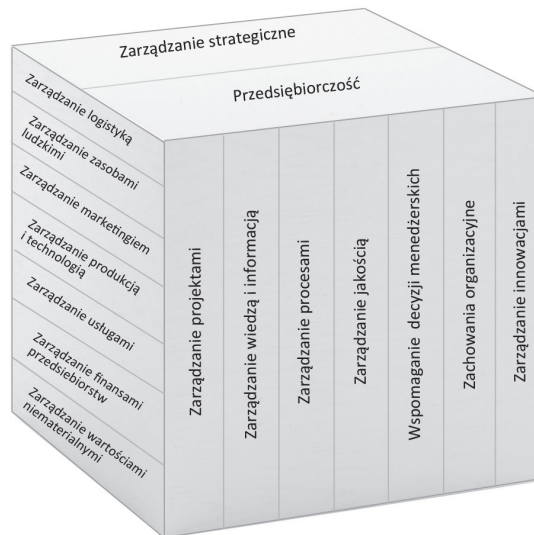 Zarządzanie strategiczne
Przedsiębiorczość
Zarządzanie logistyką
Zarządzanie zasobami
ludzkimi
Zarządzanie marketingiem
Zarządzanie produkcją
i technologią
Zarządzanie usługami
Zarządzanie finansami
przedsiębiorstw
Zarządzanie wartościami
niematerialnymi
Zarządzanie projektami
Zarządzanie wiedzą i informacją
Zarządzanie procesami
Zarządzanie jakością
Wspomaganie decyzji menedżerskich
Zachowania organizacyjne
Zarządzanie innowacjami